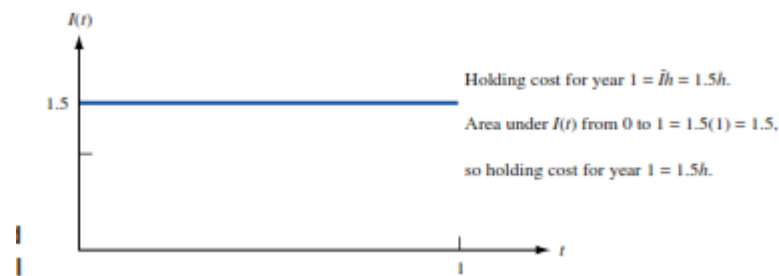 I(t)
Holding cost for year 1 = Īh = 1.5h.
1.5
Area under I(t) from 0 to 1 = 1.5(1) = 1.5,
so holding cost for year 1 = 1.5h.
t
1